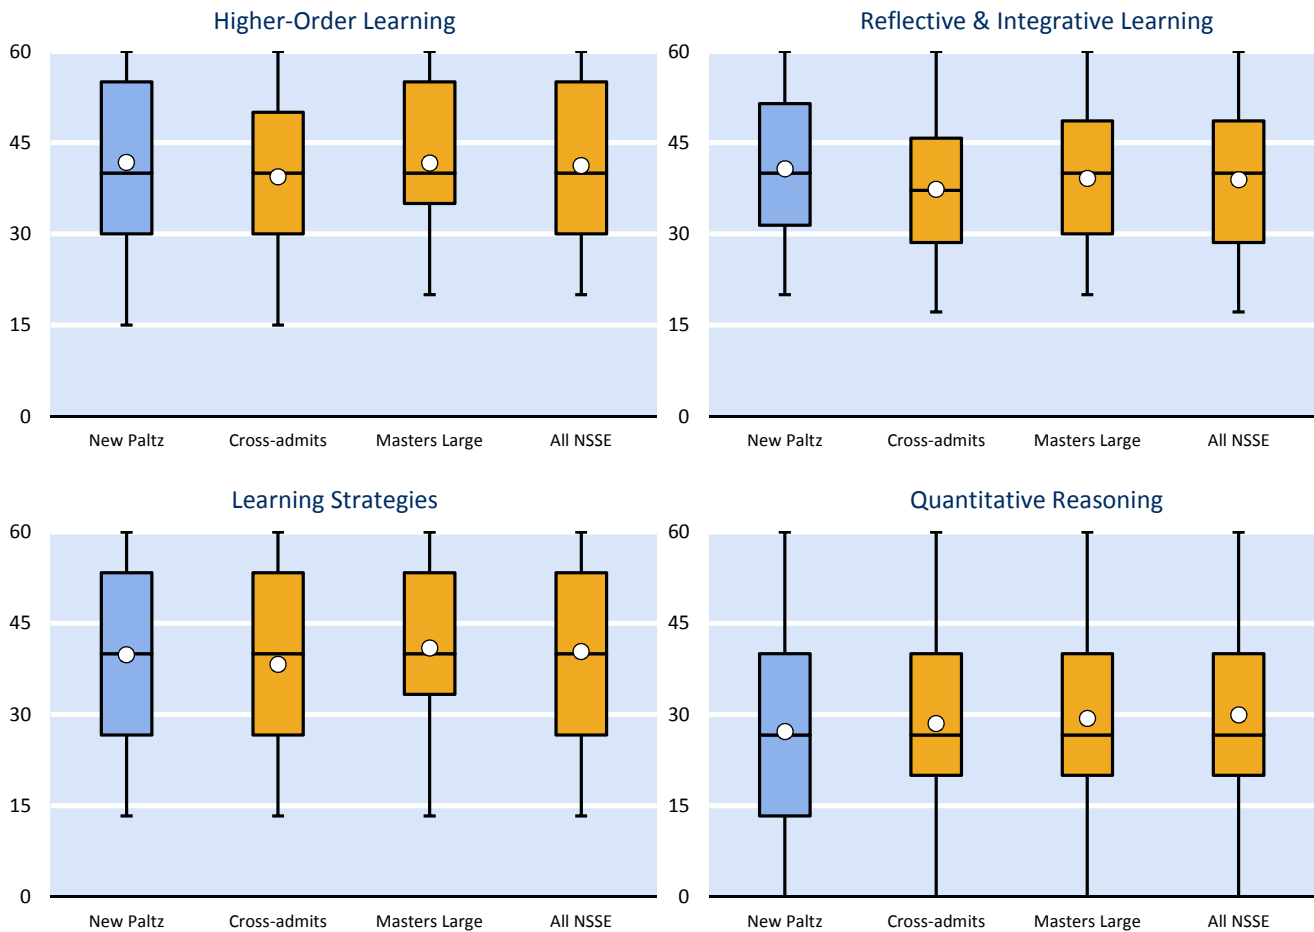 Higher-Order Learning
60
45
30
15
0
New Paltz Cross-admits Masters Large All NSSE
Reflective & Integrative Learning
60
45
30
15
0
New Paltz Cross-admits Masters Large All NSSE
Learning Strategies
60
45
30
15
0
New Paltz Cross-admits Masters Large All NSSE
Quantitative Reasoning
60
45
30
15
0
New Paltz Cross-admits Masters Large All NSSE